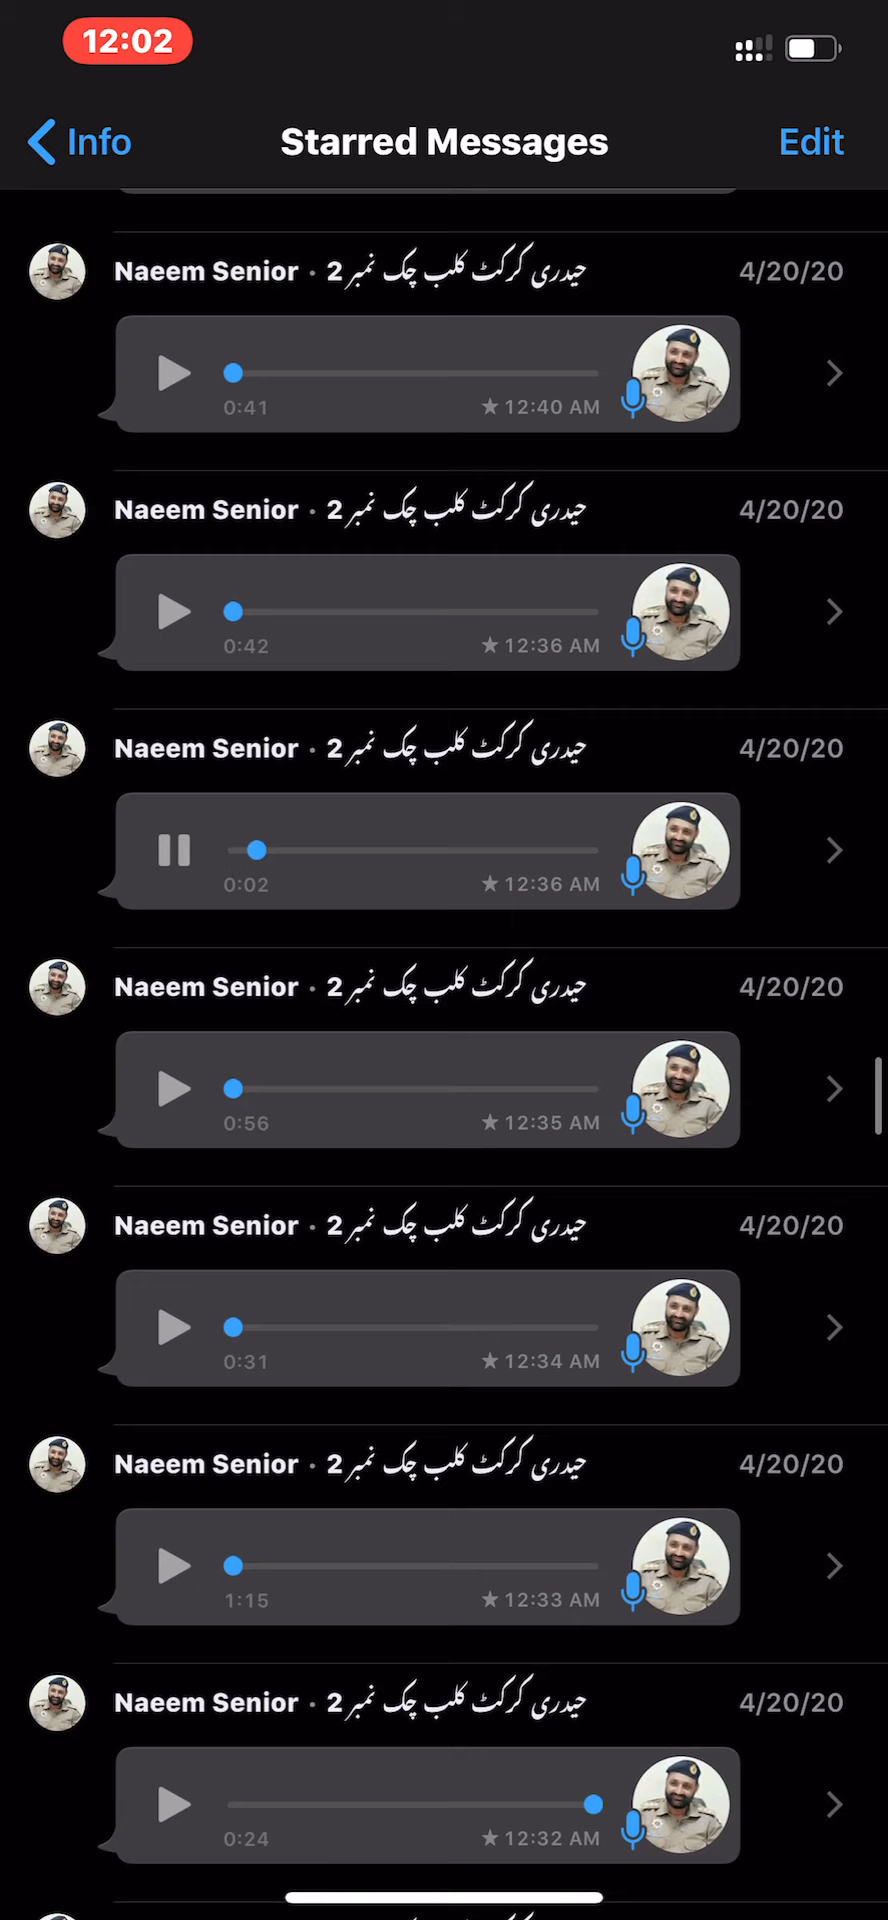 12:02
Info
Starred Messages
Edit
Naeem Senior · حیدری کرکٹ کلب چک نمبر 2
4/20/20
0:41
★ 12:40 AM
Naeem Senior · حیدری کرکٹ کلب چک نمبر 2
4/20/20
0:42
★ 12:36 AM
Naeem Senior · حیدری کرکٹ کلب چک نمبر 2
4/20/20
0:02
★ 12:36 AM
Naeem Senior · حیدری کرکٹ کلب چک نمبر 2
4/20/20
0:56
★ 12:35 AM
Naeem Senior · حیدری کرکٹ کلب چک نمبر 2
4/20/20
0:31
★ 12:34 AM
Naeem Senior · حیدری کرکٹ کلب چک نمبر 2
4/20/20
1:15
★ 12:33 AM
Naeem Senior · حیدری کرکٹ کلب چک نمبر 2
4/20/20
0:24
★ 12:32 AM